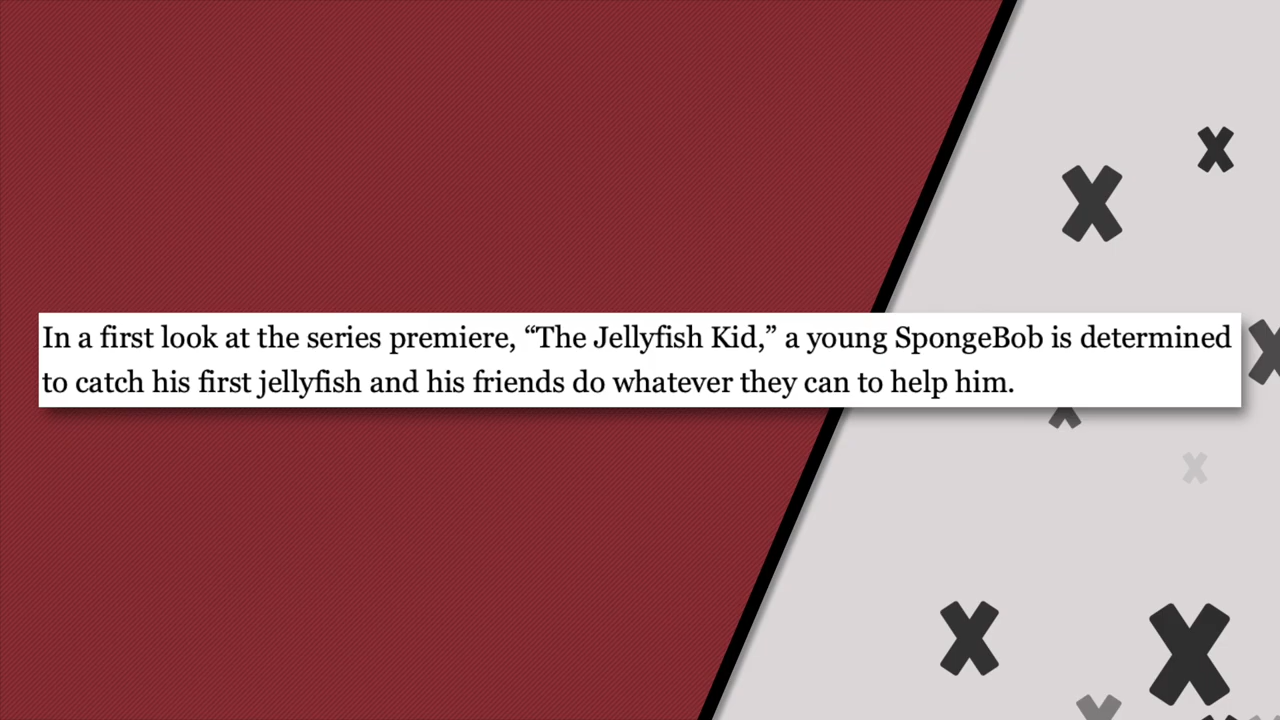 In a first look at the series premiere, “The Jellyfish Kid,” a young SpongeBob is determined
to catch his first jellyfish and his friends do whatever they can to help him.